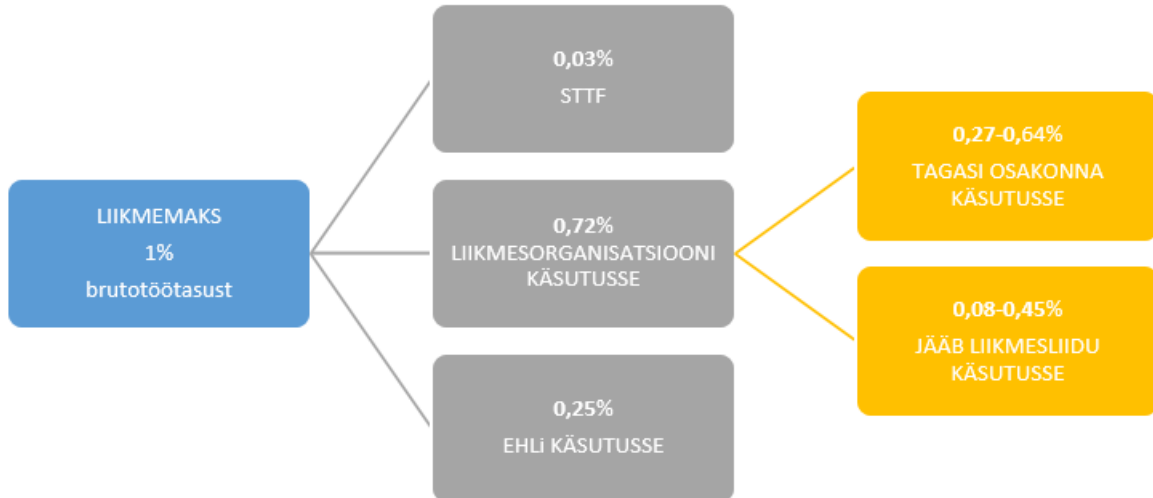 LIIKMEMAKS
1%
brutotöötasust
0,03%
STTF
0,72%
LIIKMESORGANISATSIOONI
KÄSUTUSSE
0,25%
EHLi KÄSUTUSSE
0,27-0,64%
TAGASI OSAKONNA
KÄSUTUSSE
0,08-0,45%
JÄÄB LIIKMESLIIDU
KÄSUTUSSE